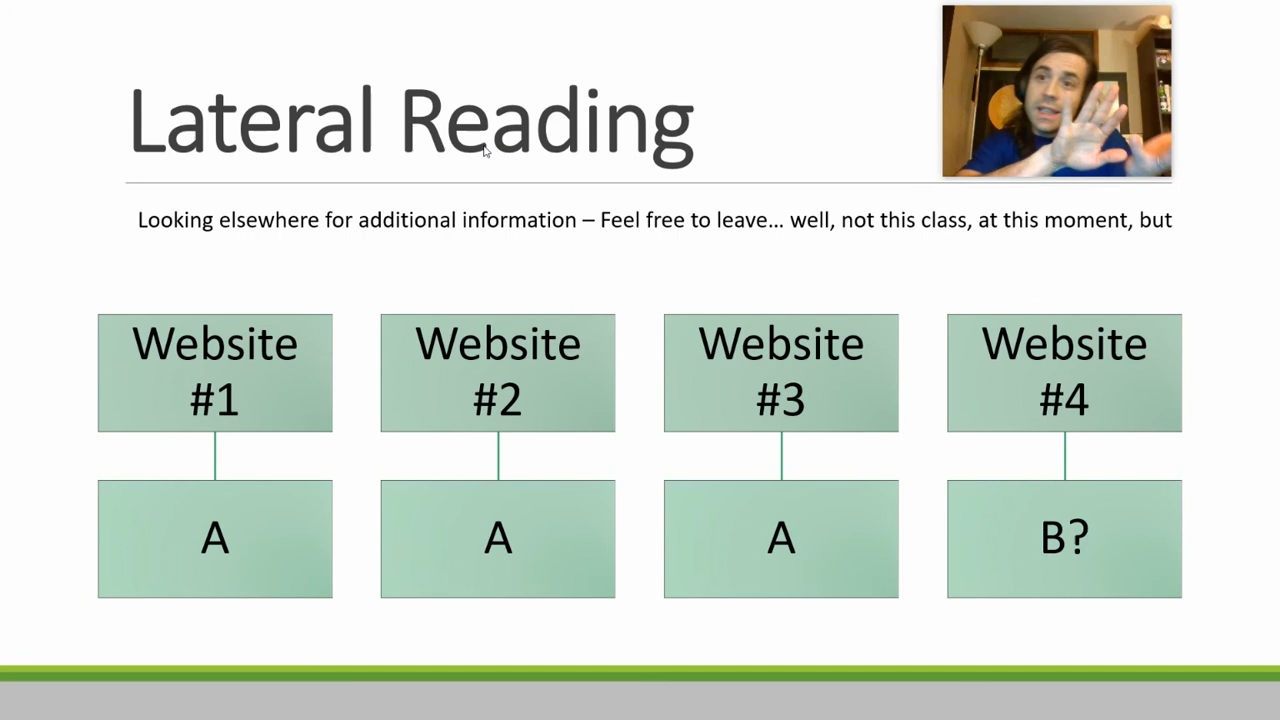 Lateral Reading
Looking elsewhere for additional information – Feel free to leave… well, not this class, at this moment, but
Website
#1
Website
#2
Website
#3
Website
#4
A
A
A
B?